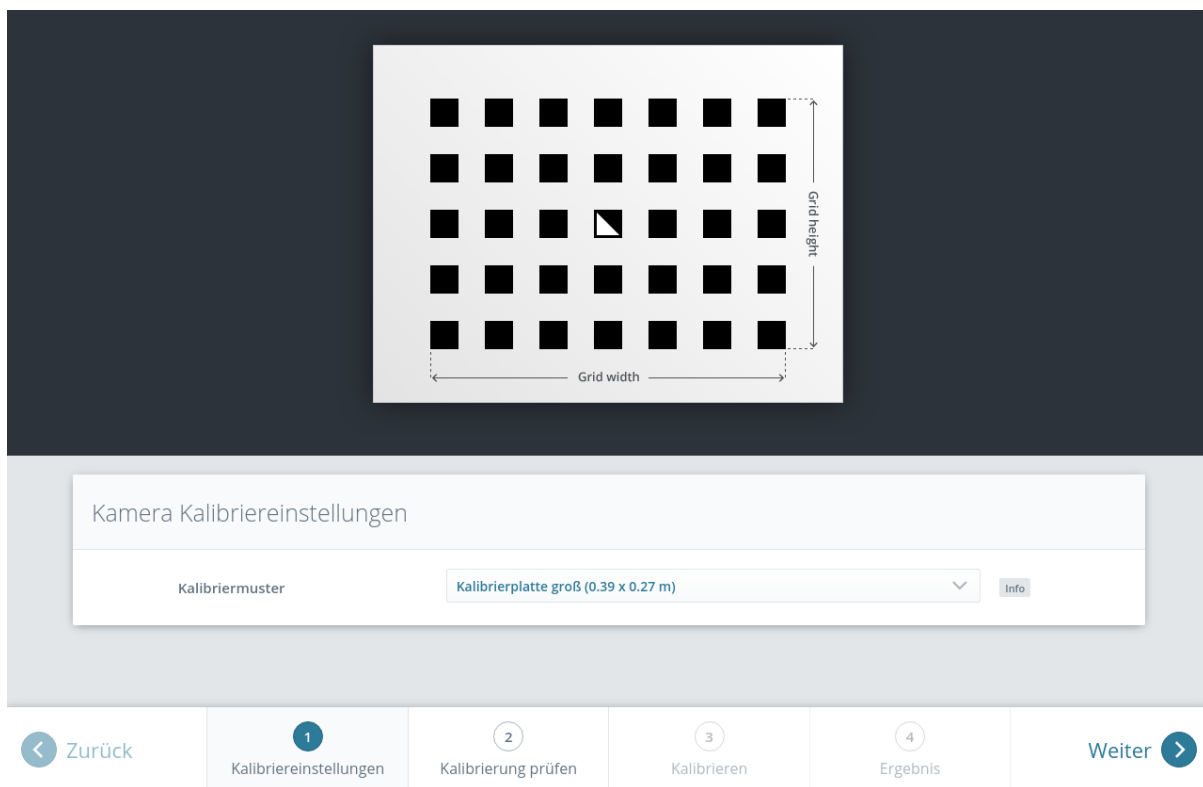 Grid height
Grid width
Kamera Kalibriereinstellungen
Kalibriermuster
Kalibrierplatte groß (0.39 x 0.27 m)
Info
Zurück
1
Kalibriereinstellungen
2
Kalibrierung prüfen
3
Kalibrieren
4
Ergebnis
Weiter